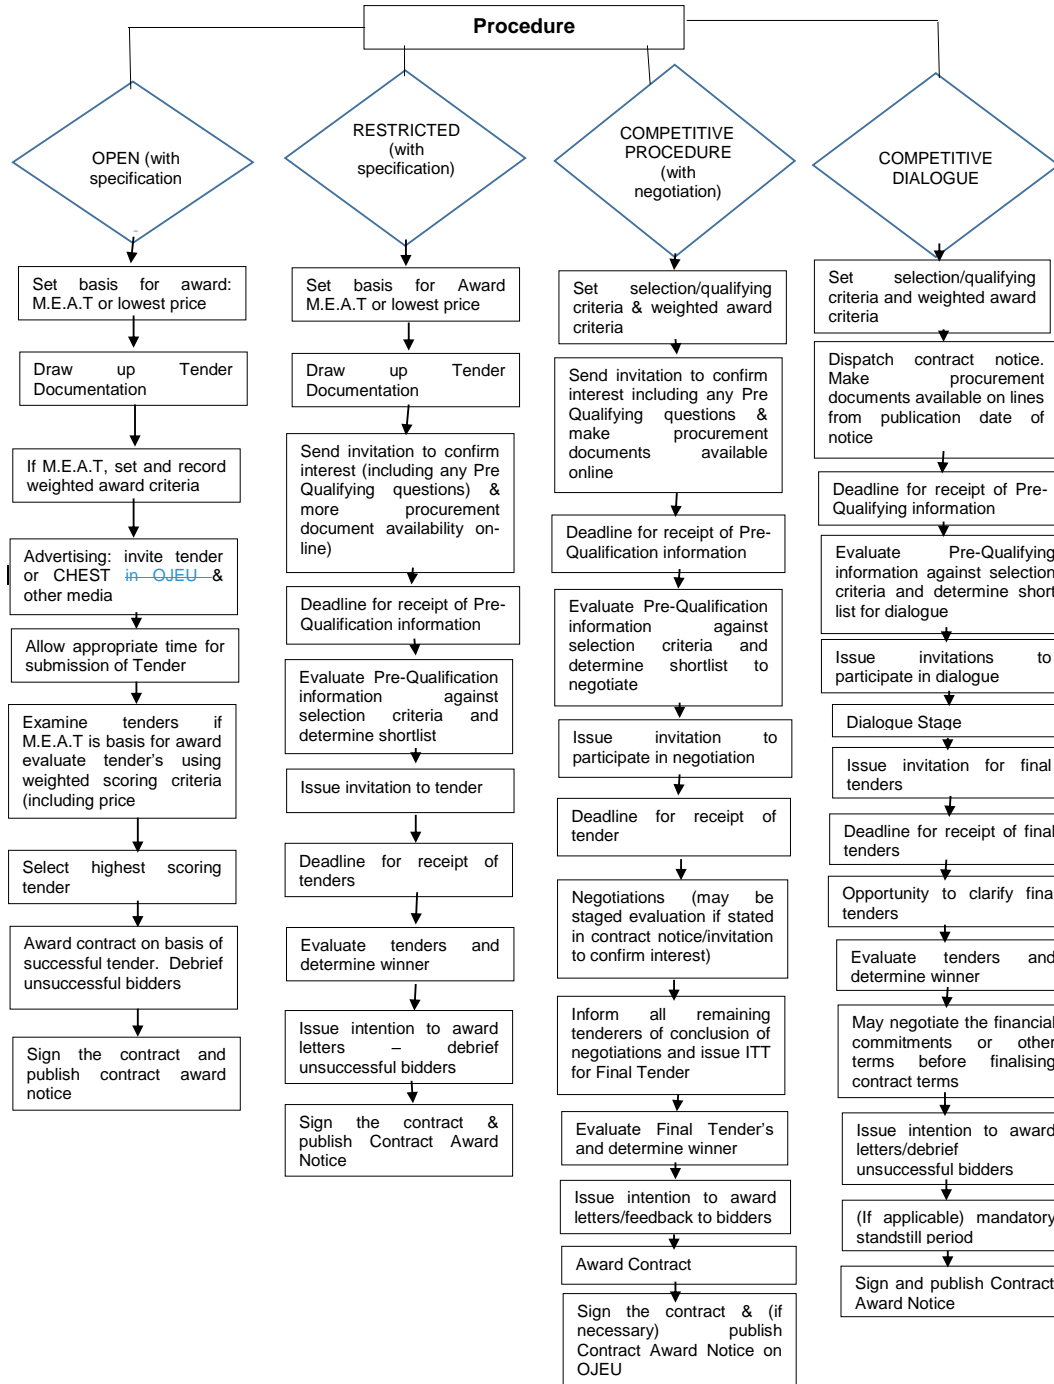 Procedure
OPEN (with
specification
Set basis for award:
M.E.A.T or lowest price
Draw up Tender
Documentation
If M.E.A.T, set and record
weighted award criteria
Advertising: invite tender
or CHEST in OJEU &
other media
Allow appropriate time for
submission of Tender
Examine tenders if
M.E.A.T is basis for award
evaluate tender's using
weighted scoring criteria
(including price
Select highest scoring
tender
Award contract on basis of
successful tender. Debrief
unsuccessful bidders
Sign the contract and
publish contract award
notice
RESTRICTED
(with
specification)
Set basis for Award
M.E.A.T or lowest price
Draw up Tender
Documentation
Send invitation to confirm
interest (including any Pre
Qualifying questions) &
more procurement
document availability on-
line)
Deadline for receipt of Pre-
Qualification information
Evaluate Pre-Qualification
information against
selection criteria and
determine shortlist
Issue invitation to tender
Deadline for receipt of
tenders
Evaluate tenders and
determine winner
Issue intention to award
letters – debrief
unsuccessful bidders
Sign the contract &
publish Contract Award
Notice
COMPETITIVE
PROCEDURE
(with
negotiation)
Set selection/qualifying
criteria & weighted award
criteria
Send invitation to confirm
interest including any Pre
Qualifying questions &
make procurement
documents available
online
Deadline for receipt of Pre-
Qualification information
Evaluate Pre-Qualification
information against
selection criteria and
determine shortlist to
negotiate
Issue invitation to
participate in negotiation
Deadline for receipt of
tender
Negotiations (may be
staged evaluation if stated
in contract notice/invitation
to confirm interest)
Inform all remaining
tenderers of conclusion of
negotiations and issue ITT
for Final Tender
Evaluate Final Tender's
and determine winner
Issue intention to award
letters/feedback to bidders
Award Contract
Sign the contract & (if
necessary) publish
Contract Award Notice on
OJEU
COMPETITIVE
DIALOGUE
Set selection/qualifying
criteria and weighted award
criteria
Dispatch contract notice.
Make procurement
documents available on lines
from publication date of
notice
Deadline for receipt of Pre-
Qualifying information
Evaluate Pre-Qualifying
information against selection
criteria and determine short
list for dialogue
Issue invitations to
participate in dialogue
Dialogue Stage
Issue invitation for final
tenders
Deadline for receipt of final
tenders
Opportunity to clarify fina
tenders
Evaluate tenders and
determine winner
May negotiate the financial
commitments or other
terms before finalising
contract terms
Issue intention to award
letters/debrief
unsuccessful bidders
(If applicable) mandatory
standstill period
Sign and publish Contract
Award Notice